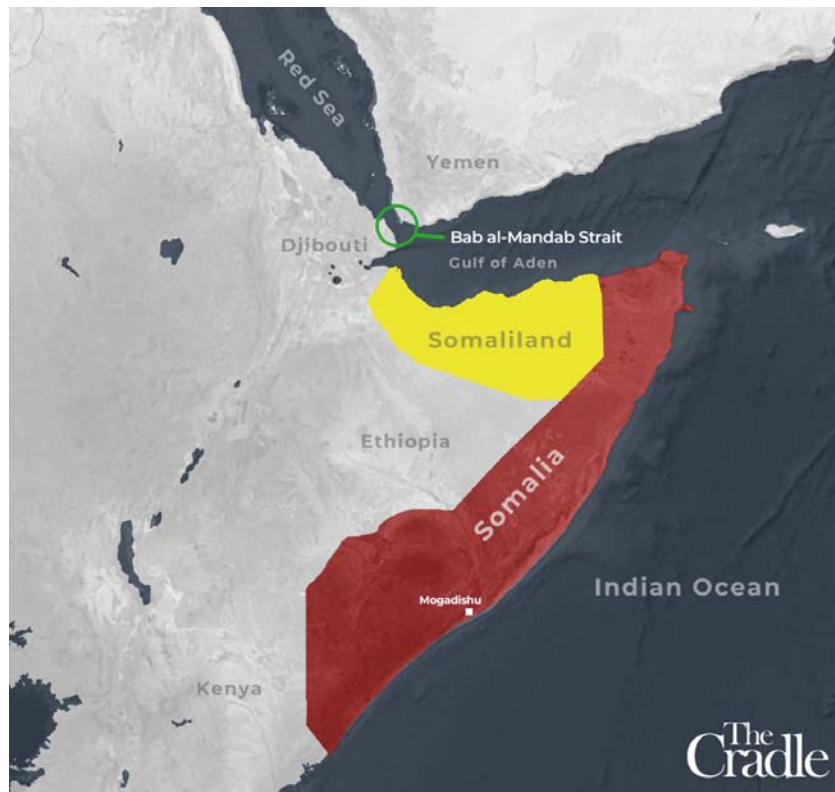 Red Sea
Yemen
Djibouti
Bab al-Mandab Strait
Gulf of Aden
Somaliland
Ethiopia
Somalia
Indian Ocean
Mogadishu
Kenya
The
Cradle